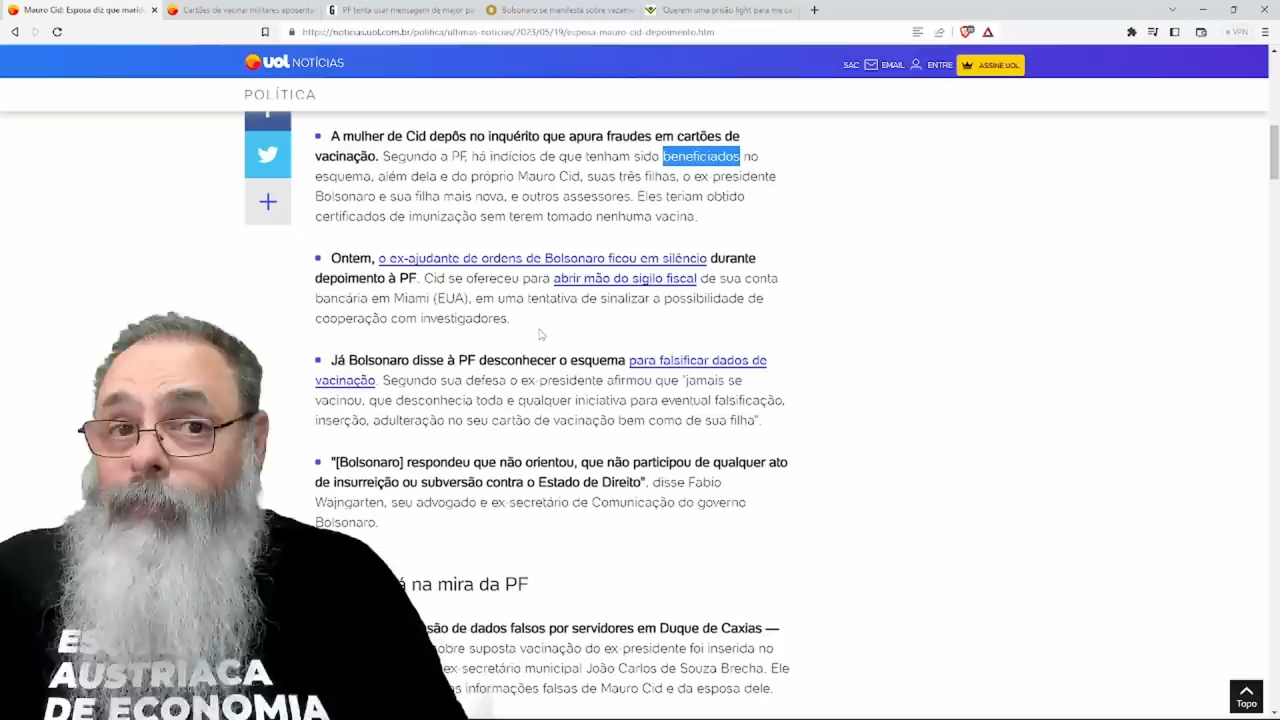 Mauro Cid: Esposa diz que marid
Cartões de vacina: militares aposenta
PF tenta usar mensagem de major pa
Bolsonaro se manifesta sobre vazam
'Querem uma prisão light para me c
https://noticias.uol.com.br/politica/ultimas-noticias/2023/05/19/esposa-mauro-cid-depoimento.htm
VPN
UOL NOTÍCIAS
SAC EMAIL ENTRE ASSINE UOL
POLÍTICA
A mulher de Cid depôs no inquérito que apura fraudes em cartões de
vacinação. Segundo a PF, há indícios de que tenham sido beneficiados no
esquema, além dela e do próprio Mauro Cid, suas três filhas, o ex-presidente
Bolsonaro e sua filha mais nova, e outros assessores. Eles teriam obtido
certificados de imunização sem terem tomado nenhuma vacina.
Ontem, o ex-ajudante de ordens de Bolsonaro ficou em silêncio durante
depoimento à PF. Cid se ofereceu para abrir mão do sigilo fiscal de sua conta
bancária em Miami (EUA), em uma tentativa de sinalizar a possibilidade de
cooperação com investigadores.
Já Bolsonaro disse à PF desconhecer o esquema para falsificar dados de
vacinação. Segundo sua defesa o ex-presidente afirmou que "jamais se
vacinou, que desconhecia toda e qualquer iniciativa para eventual falsificação,
inserção, adulteração no seu cartão de vacinação bem como de sua filha".
"[Bolsonaro] respondeu que não orientou, que não participou de qualquer ato
de insurreição ou subversão contra o Estado de Direito", disse Fabio
Wajngarten, seu advogado e ex-secretário de Comunicação do governo
Bolsonaro.
á na mira da PF
são de dados falsos por servidores em Duque de Caxias —
obre suposta vacinação do ex-presidente foi inserida no
ex-secretário municipal João Carlos de Souza Brecha. Ele
informações falsas de Mauro Cid e da esposa dele.
Topo
AUSTRIACA
DE ECONOMIA